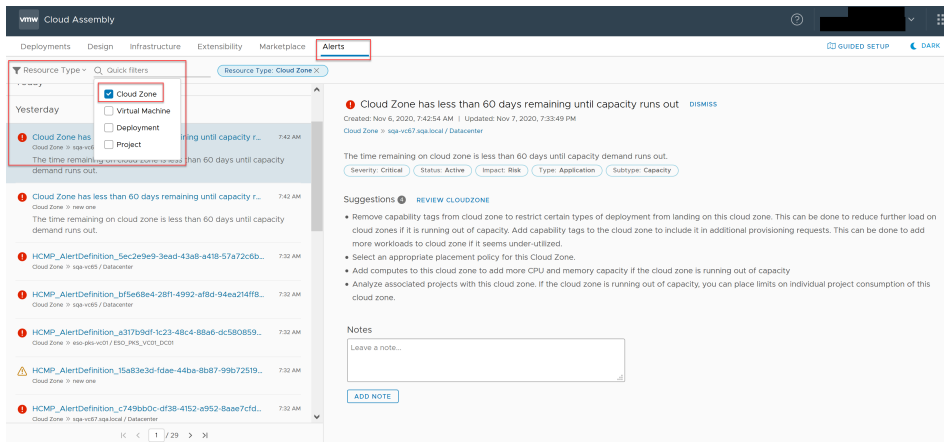 vmw Cloud Assembly
Deployments Design Infrastructure Extensibility Marketplace Alerts GUIDED SETUP DARK
Resource Type Quick filters Resource Type: Cloud Zone X
Today
Cloud Zone
Virtual Machine
Deployment
Project
Yesterday
Cloud Zone has ning until capacity r... 7:42 AM
Cloud Zone » sqa-vc6
The time remaining on cloud zone is less than 60 days until capacity
demand runs out.
Cloud Zone has less than 60 days remaining until capacity r... 7:42 AM
Cloud Zone » new one
The time remaining on cloud zone is less than 60 days until capacity
demand runs out.
HCMP_AlertDefinition_5ec2e9e9-3ead-43a8-a418-57a72c6b... 7:32 AM
Cloud Zone » sqa-vc65 / Datacenter
HCMP_AlertDefinition_bf5e68e4-28f1-4992-af8d-94ea214ff8... 7:32 AM
Cloud Zone » sqa-vc65 / Datacenter
HCMP_AlertDefinition_a317b9df-1c23-48c4-88a6-dc580859... 7:32 AM
Cloud Zone » eso-pks-vc01 / ESO_PKS_VC01_DC01
HCMP_AlertDefinition_15a83e3d-fdae-44ba-8b87-99b72519... 7:32 AM
Cloud Zone » new one
HCMP_AlertDefinition_c749bb0c-df38-4152-a952-8aae7cfd... 7:32 AM
Cloud Zone » sqa-vc67.sqa.local / Datacenter
1 / 29
Cloud Zone has less than 60 days remaining until capacity runs out DISMISS
Created: Nov 6, 2020, 7:42:54 AM | Updated: Nov 7, 2020, 7:33:49 PM
Cloud Zone » sqa-vc67.sqa.local / Datacenter
The time remaining on cloud zone is less than 60 days until capacity demand runs out.
Severity: Critical Status: Active Impact: Risk Type: Application Subtype: Capacity
Suggestions 4 REVIEW CLOUDZONE
• Remove capability tags from cloud zone to restrict certain types of deployment from landing on this cloud zone. This can be done to reduce further load on
cloud zones if it is running out of capacity. Add capability tags to the cloud zone to include it in additional provisioning requests. This can be done to add
more workloads to cloud zone if it seems under-utilized.
• Select an appropriate placement policy for this Cloud Zone.
• Add computes to this cloud zone to add more CPU and memory capacity if the cloud zone is running out of capacity
• Analyze associated projects with this cloud zone. If the cloud zone is running out of capacity, you can place limits on individual project consumption of this
cloud zone.
Notes
Leave a note...
ADD NOTE